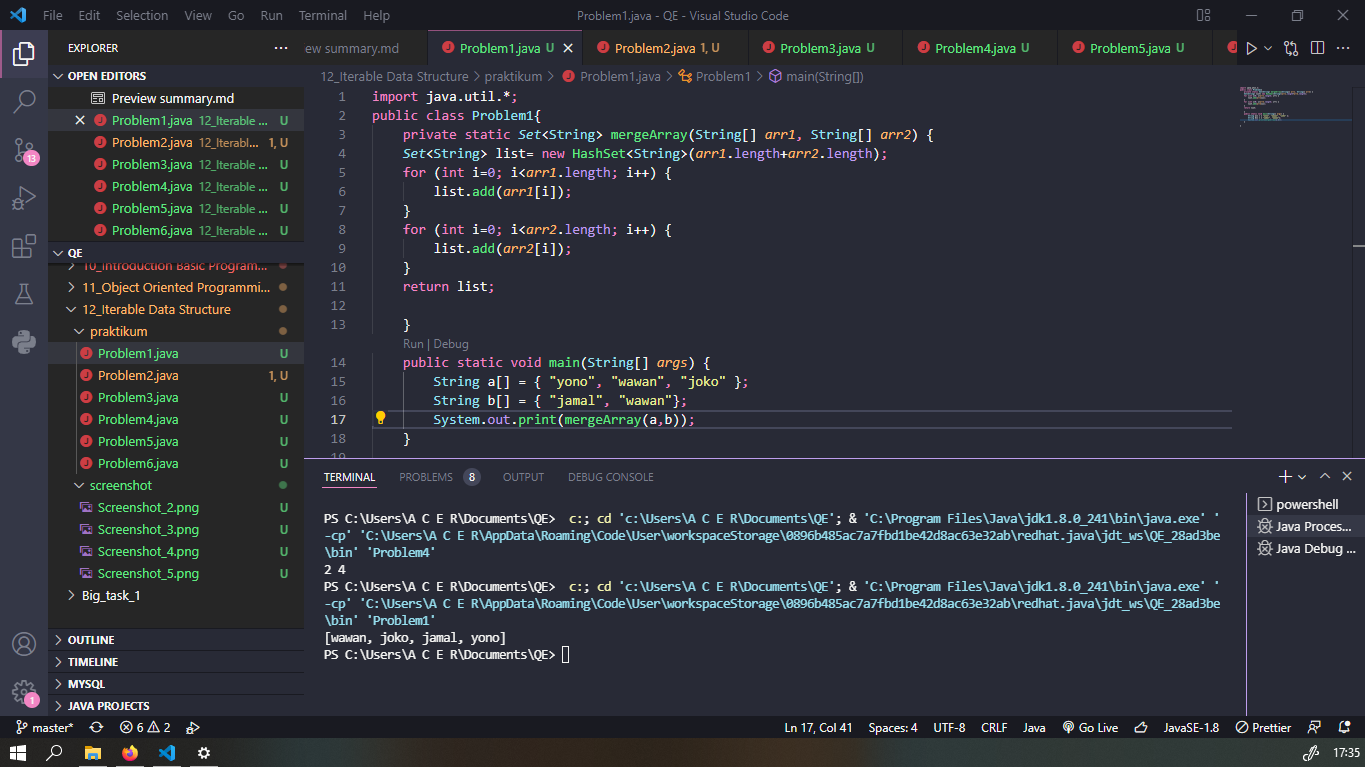 File Edit Selection View Go Run Terminal Help Problem1.java - QE - Visual Studio Code
EXPLORER
OPEN EDITORS
Preview summary.md
Problem1.java 12_Iterable ... U
Problem2.java 12_Iterabl... 1, U
Problem3.java 12_Iterable ... U
Problem4.java 12_Iterable ... U
Problem5.java 12_Iterable ... U
Problem6.java 12_Iterable ... U
QE
10_Introduction Basic Program...
11_Object Oriented Programmi...
12_Iterable Data Structure
praktikum
Problem1.java U
Problem2.java 1, U
Problem3.java U
Problem4.java U
Problem5.java U
Problem6.java U
screenshot
Screenshot_2.png U
Screenshot_3.png U
Screenshot_4.png U
Screenshot_5.png U
Big_task_1
OUTLINE
TIMELINE
MYSQL
JAVA PROJECTS
13
1
ew summary.md Problem1.java U Problem2.java 1, U Problem3.java U Problem4.java U Problem5.java U
12_Iterable Data Structure > praktikum > Problem1.java > Problem1 > main(String[])
1 import java.util.*;
2 public class Problem1{
3 private static Set<String> mergeArray(String[] arr1, String[] arr2) {
4 Set<String> list= new HashSet<String>(arr1.length+arr2.length);
5 for (int i=0; i<arr1.length; i++) {
6 list.add(arr1[i]);
7 }
8 for (int i=0; i<arr2.length; i++) {
9 list.add(arr2[i]);
10 }
11 return list;
12
13 }
Run | Debug
14 public static void main(String[] args) {
15 String a[] = { "yono", "wawan", "joko" };
16 String b[] = { "jamal", "wawan"};
17 System.out.print(mergeArray(a,b));
18 }
19
TERMINAL PROBLEMS 8 OUTPUT DEBUG CONSOLE
PS C:\Users\A C E R\Documents\QE> c:; cd 'c:\Users\A C E R\Documents\QE'; & 'C:\Program Files\Java\jdk1.8.0_241\bin\java.exe' '
-cp' 'C:\Users\A C E R\AppData\Roaming\Code\User\workspaceStorage\0896b485ac7a7fbd1be42d8ac63e32ab\redhat.java\jdt_ws\QE_28ad3be
\bin' 'Problem4'
2 4
PS C:\Users\A C E R\Documents\QE> c:; cd 'c:\Users\A C E R\Documents\QE'; & 'C:\Program Files\Java\jdk1.8.0_241\bin\java.exe' '
-cp' 'C:\Users\A C E R\AppData\Roaming\Code\User\workspaceStorage\0896b485ac7a7fbd1be42d8ac63e32ab\redhat.java\jdt_ws\QE_28ad3be
\bin' 'Problem1'
[wawan, joko, jamal, yono]
PS C:\Users\A C E R\Documents\QE>
powershell
Java Proces...
Java Debug ...
master* 6 2 Ln 17, Col 41 Spaces: 4 UTF-8 CRLF Java Go Live JavaSE-1.8 Prettier
17:35